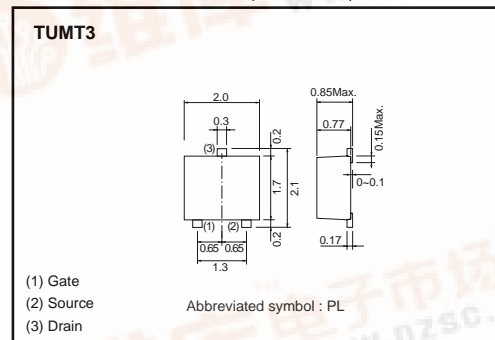 TUMT3
2.0
0.3
0.2
(3)
1.7
2.1
(1) (2)
0.2
0.65 0.65
1.3
0.85Max.
0.77
0.15Max.
0~0.1
0.17
(1) Gate
(2) Source
(3) Drain
Abbreviated symbol : PL